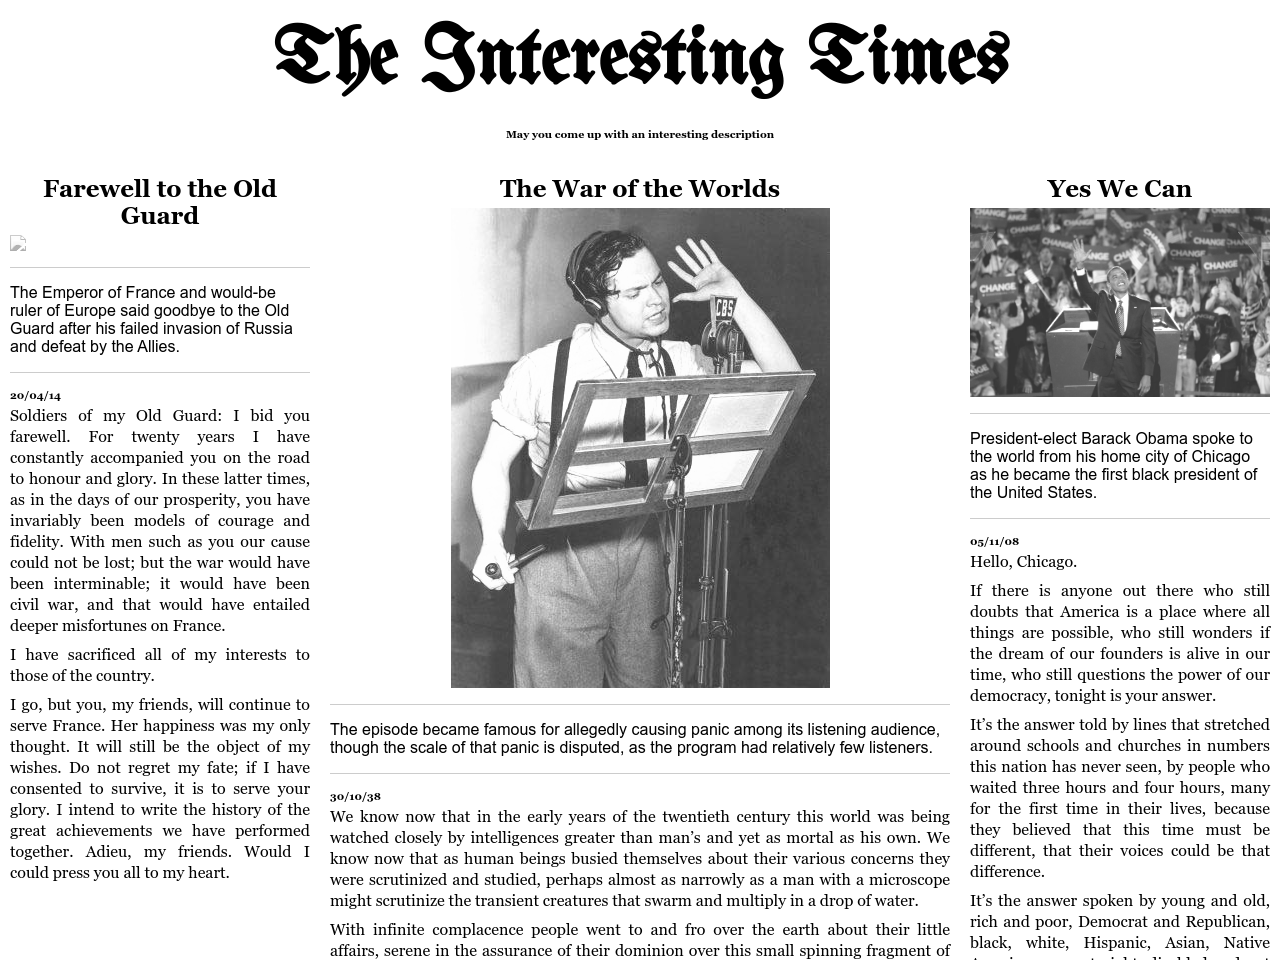 The Interesting Times
May you come up with an interesting description
Farewell to the Old
Guard
The Emperor of France and would-be
ruler of Europe said goodbye to the Old
Guard after his failed invasion of Russia
and defeat by the Allies.
20/04/14
Soldiers of my Old Guard: I bid you
farewell. For twenty years I have
constantly accompanied you on the road
to honour and glory. In these latter times,
as in the days of our prosperity, you have
invariably been models of courage and
fidelity. With men such as you our cause
could not be lost; but the war would have
been interminable; it would have been
civil war, and that would have entailed
deeper misfortunes on France.
I have sacrificed all of my interests to
those of the country.
I go, but you, my friends, will continue to
serve France. Her happiness was my only
thought. It will still be the object of my
wishes. Do not regret my fate; if I have
consented to survive, it is to serve your
glory. I intend to write the history of the
great achievements we have performed
together. Adieu, my friends. Would I
could press you all to my heart.
The War of the Worlds
CBS
The episode became famous for allegedly causing panic among its listening audience,
though the scale of that panic is disputed, as the program had relatively few listeners.
30/10/38
We know now that in the early years of the twentieth century this world was being
watched closely by intelligences greater than man’s and yet as mortal as his own. We
know now that as human beings busied themselves about their various concerns they
were scrutinized and studied, perhaps almost as narrowly as a man with a microscope
might scrutinize the transient creatures that swarm and multiply in a drop of water.
With infinite complacence people went to and fro over the earth about their little
affairs, serene in the assurance of their dominion over this small spinning fragment of
Yes We Can
CHANGE
CHANGE
CHANGE
CHANGE
CHANGE
President-elect Barack Obama spoke to
the world from his home city of Chicago
as he became the first black president of
the United States.
05/11/08
Hello, Chicago.
If there is anyone out there who still
doubts that America is a place where all
things are possible, who still wonders if
the dream of our founders is alive in our
time, who still questions the power of our
democracy, tonight is your answer.
It’s the answer told by lines that stretched
around schools and churches in numbers
this nation has never seen, by people who
waited three hours and four hours, many
for the first time in their lives, because
they believed that this time must be
different, that their voices could be that
difference.
It’s the answer spoken by young and old,
rich and poor, Democrat and Republican,
black, white, Hispanic, Asian, Native